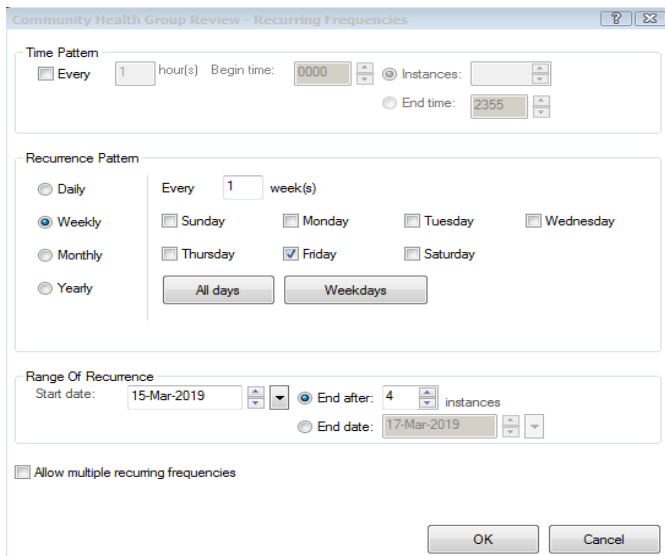 Community Health Group Review - Recurring Frequencies
Time Pattern
Every 1 hour(s) Begin time: 0000 Instances:
End time: 2355
Recurrence Pattern
Daily Every 1 week(s)
Weekly Sunday Monday Tuesday Wednesday
Monthly Thursday Friday Saturday
Yearly All days Weekdays
Range Of Recurrence
Start date: 15-Mar-2019 End after: 4 instances
End date: 17-Mar-2019
Allow multiple recurring frequencies
OK Cancel